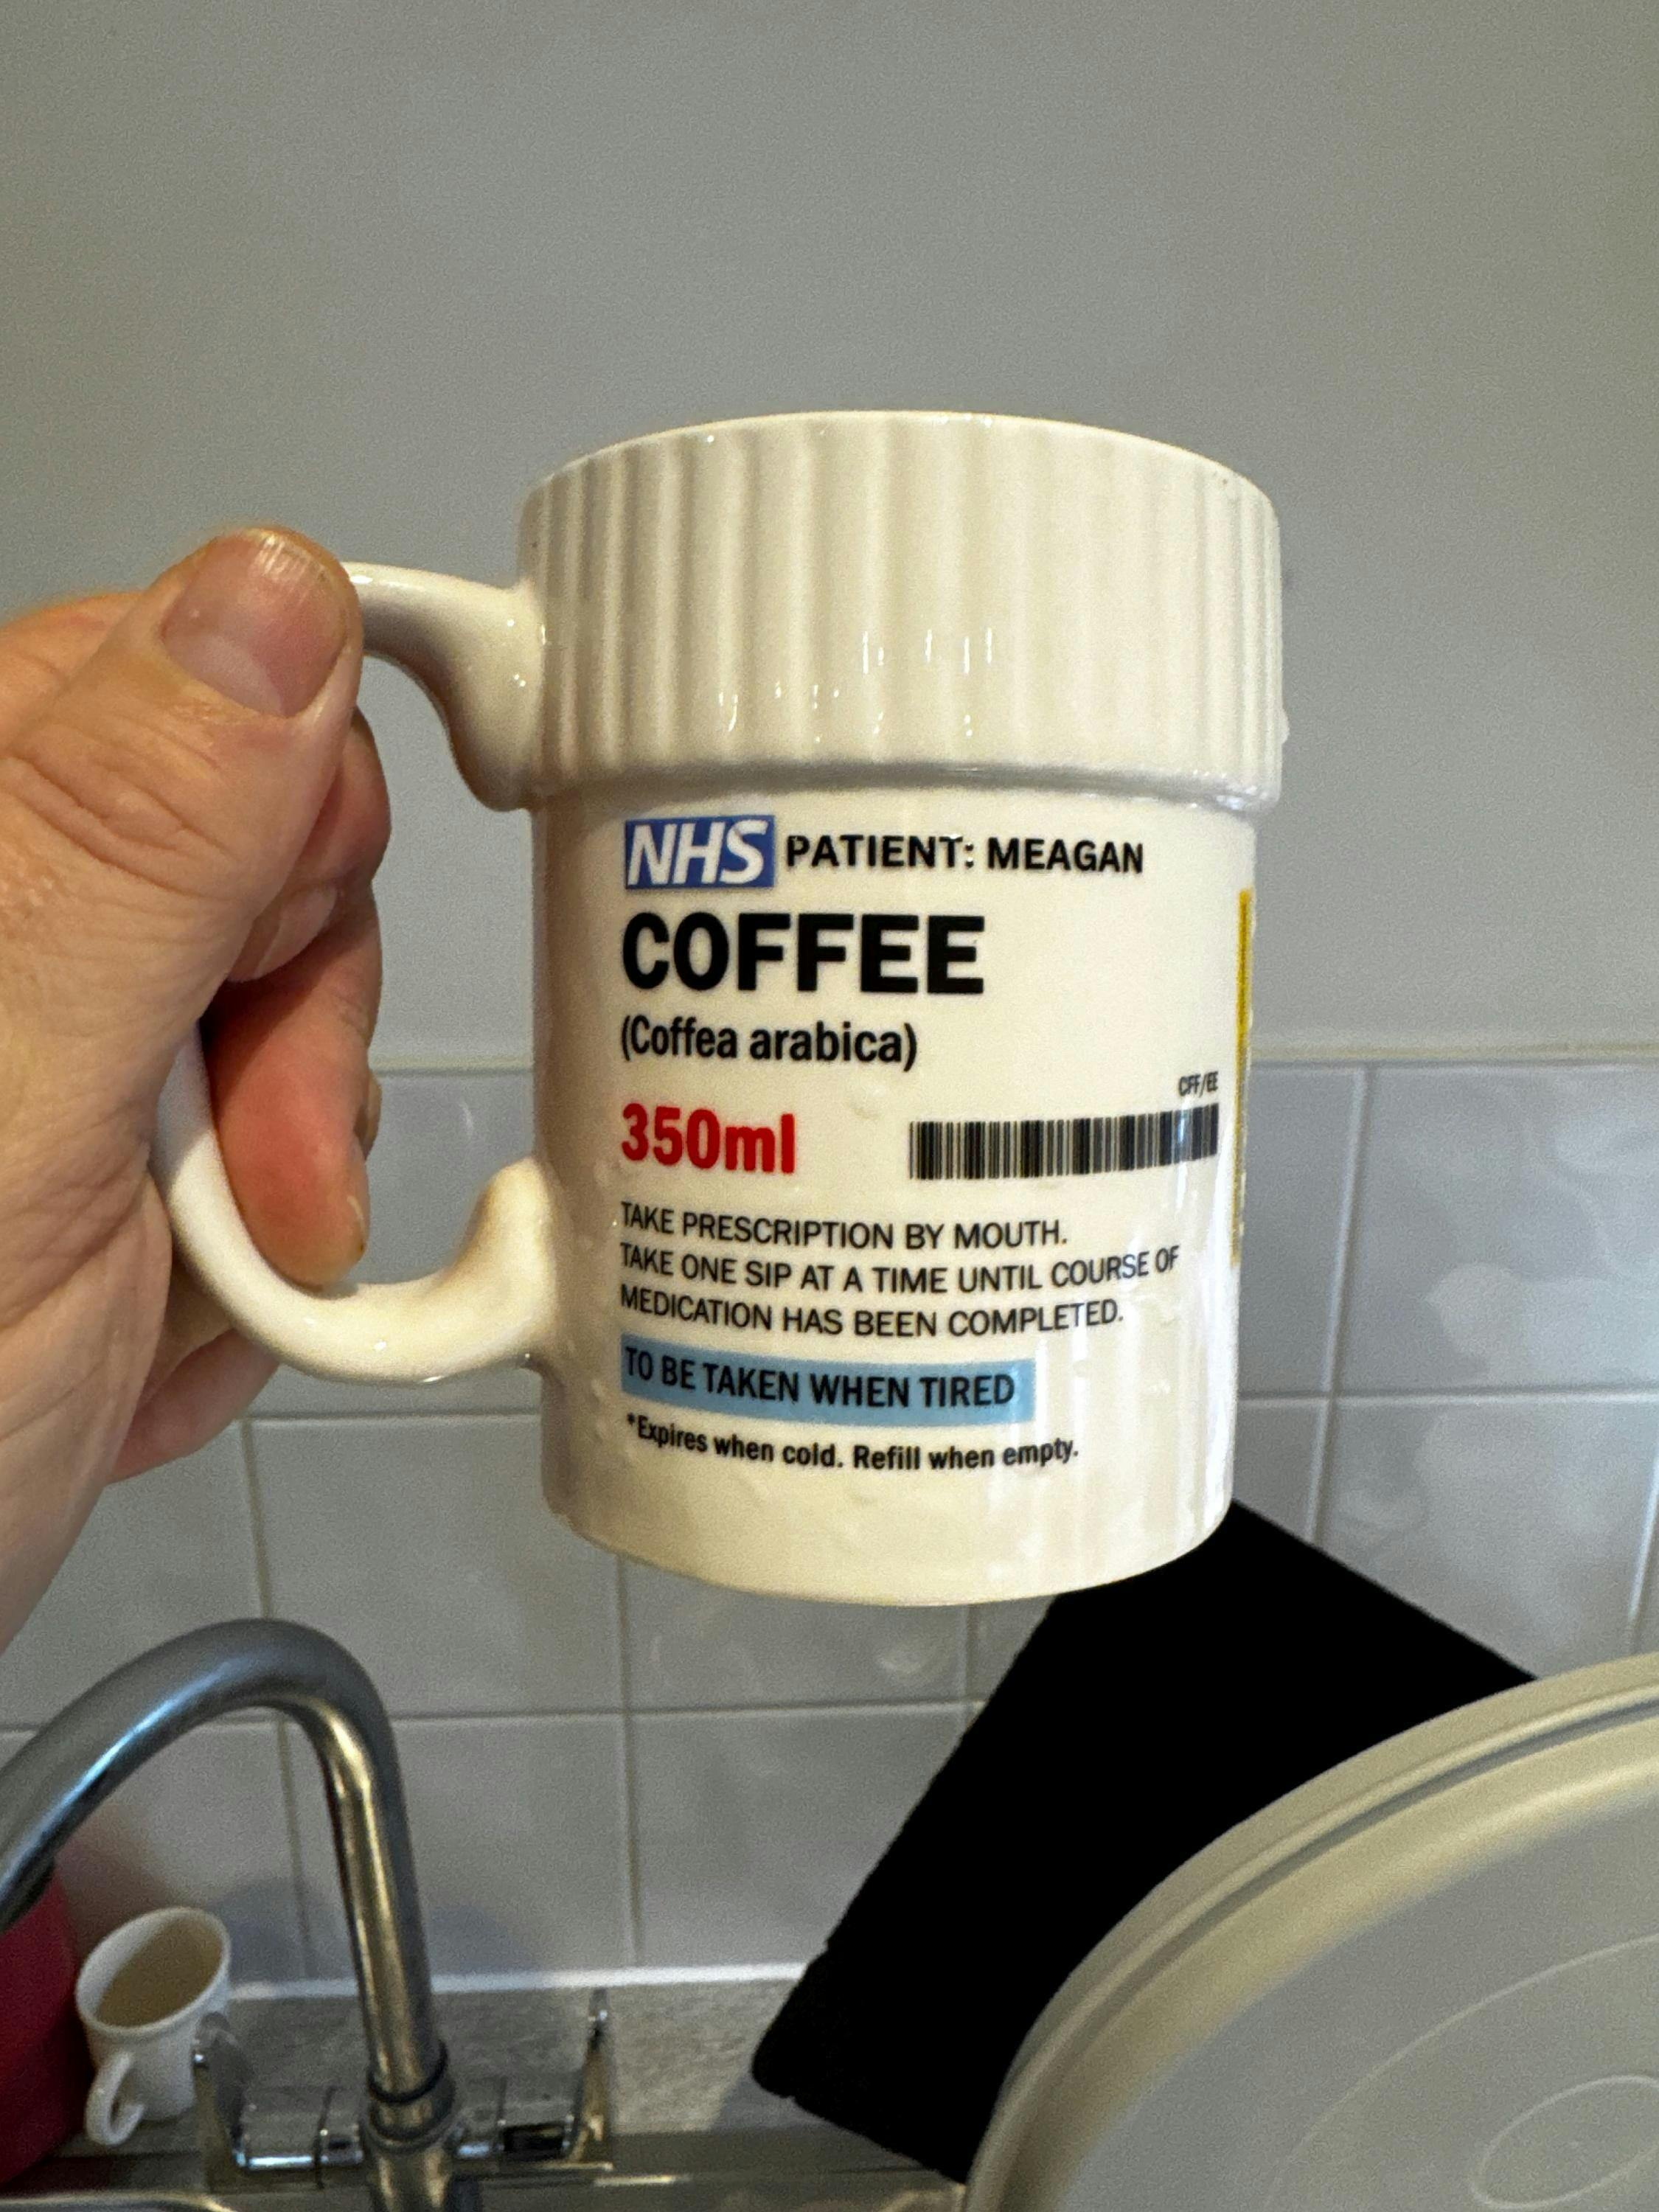 NHS PATIENT: MEAGAN
COFFEE
(Coffea arabica)
CFF/EE
350ml
TAKE PRESCRIPTION BY MOUTH.
TAKE ONE SIP AT A TIME UNTIL COURSE OF
MEDICATION HAS BEEN COMPLETED.
TO BE TAKEN WHEN TIRED
*Expires when cold. Refill when empty.